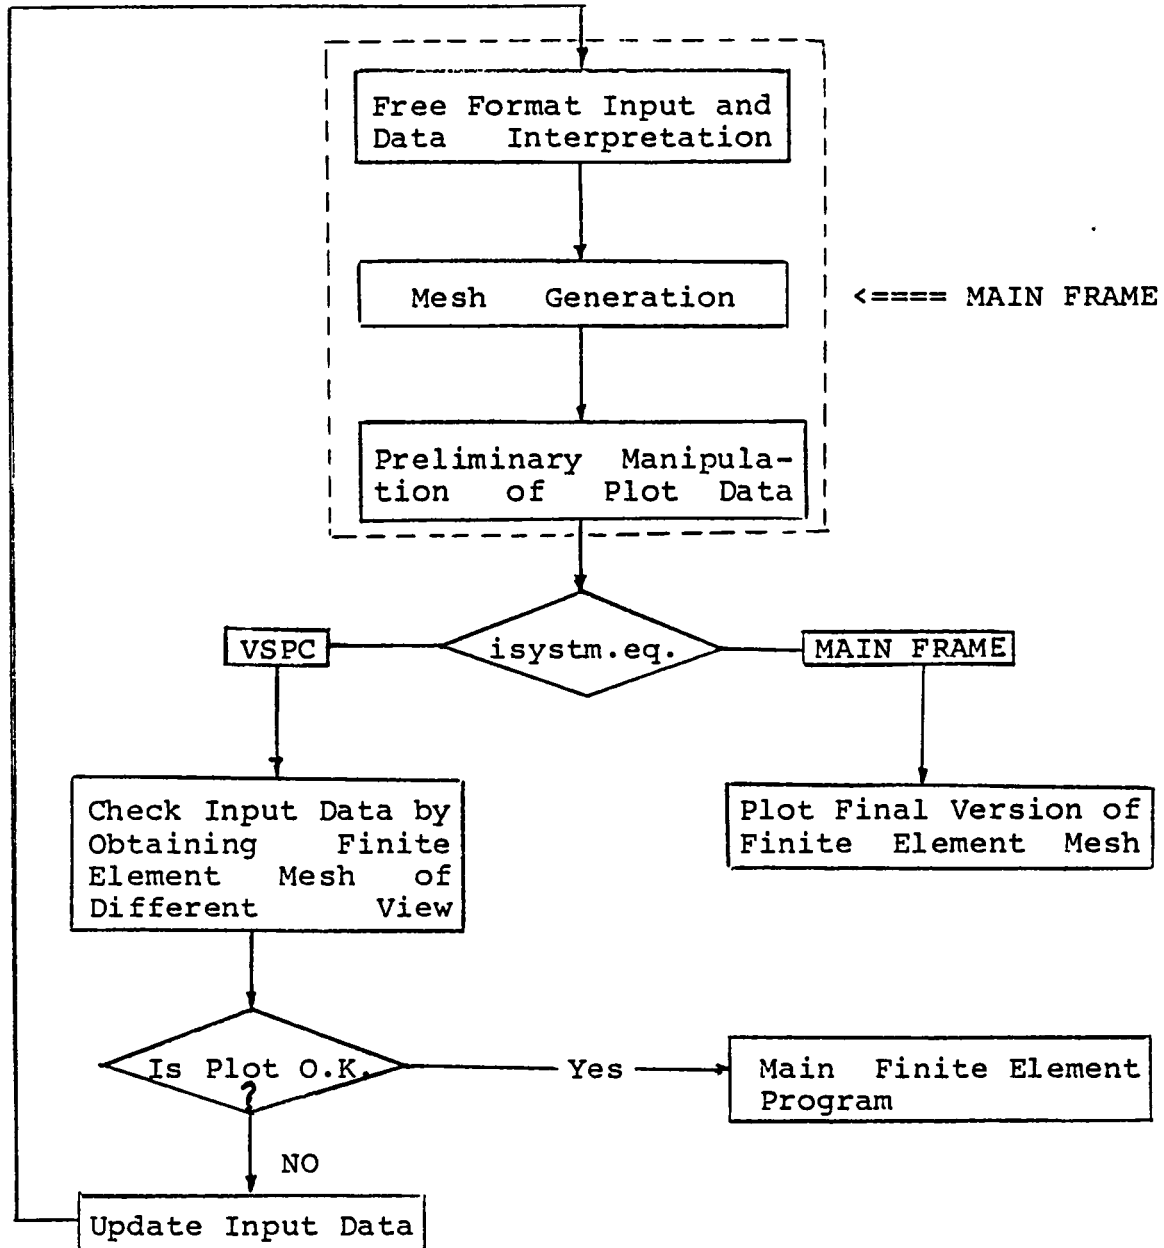 Free Format Input and
Data Interpretation
Mesh Generation
<==== MAIN FRAME
Preliminary Manipula-
tion of Plot Data
VSPC
isystm.eq.
MAIN FRAME
Check Input Data by
Obtaining Finite
Element Mesh of
Different View
Plot Final Version of
Finite Element Mesh
Is Plot O.K.
?
Yes
Main Finite Element
Program
NO
Update Input Data